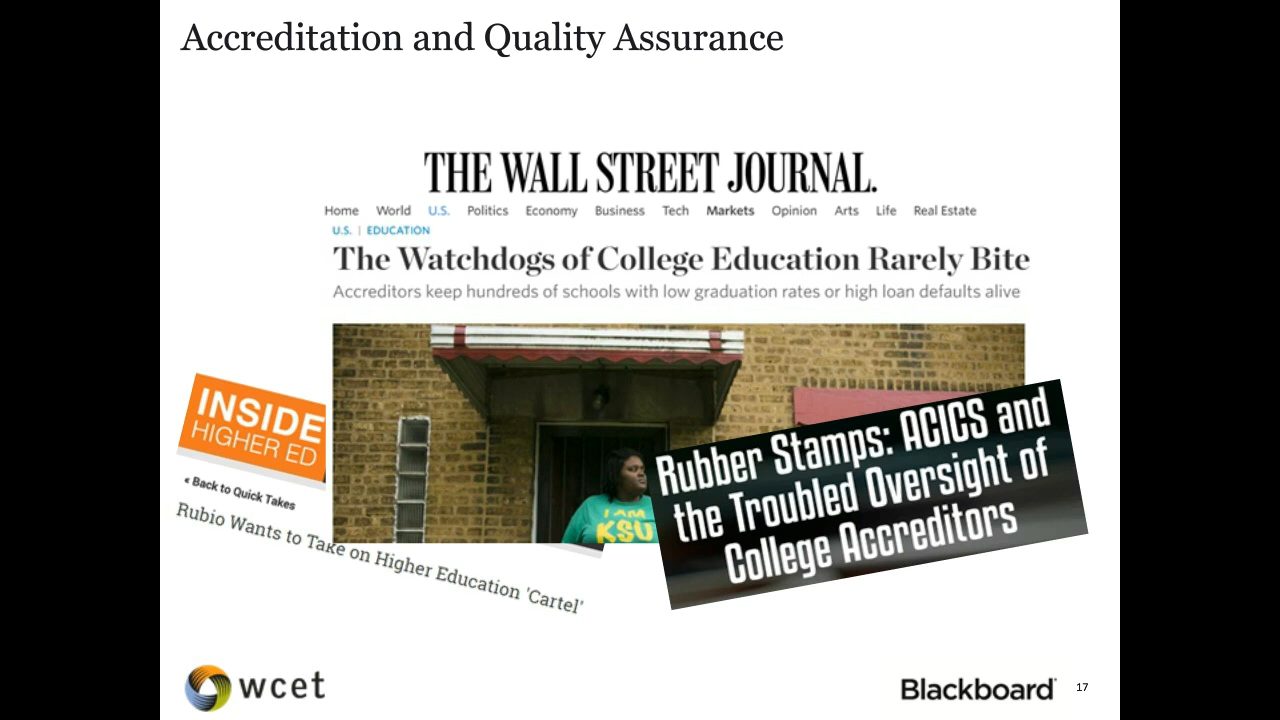 Accreditation and Quality Assurance
THE WALL STREET JOURNAL.
Home World U.S. Politics Economy Business Tech Markets Opinion Arts Life Real Estate
U.S. | EDUCATION
The Watchdogs of College Education Rarely Bite
Accreditors keep hundreds of schools with low graduation rates or high loan defaults alive
INSIDE
HIGHER ED
« Back to Quick Takes
Rubio Wants to Take on Higher Education 'Cartel'
I AM
KSU
Rubber Stamps: ACICS and
the Troubled Oversight of
College Accreditors
wcet
Blackboard
17